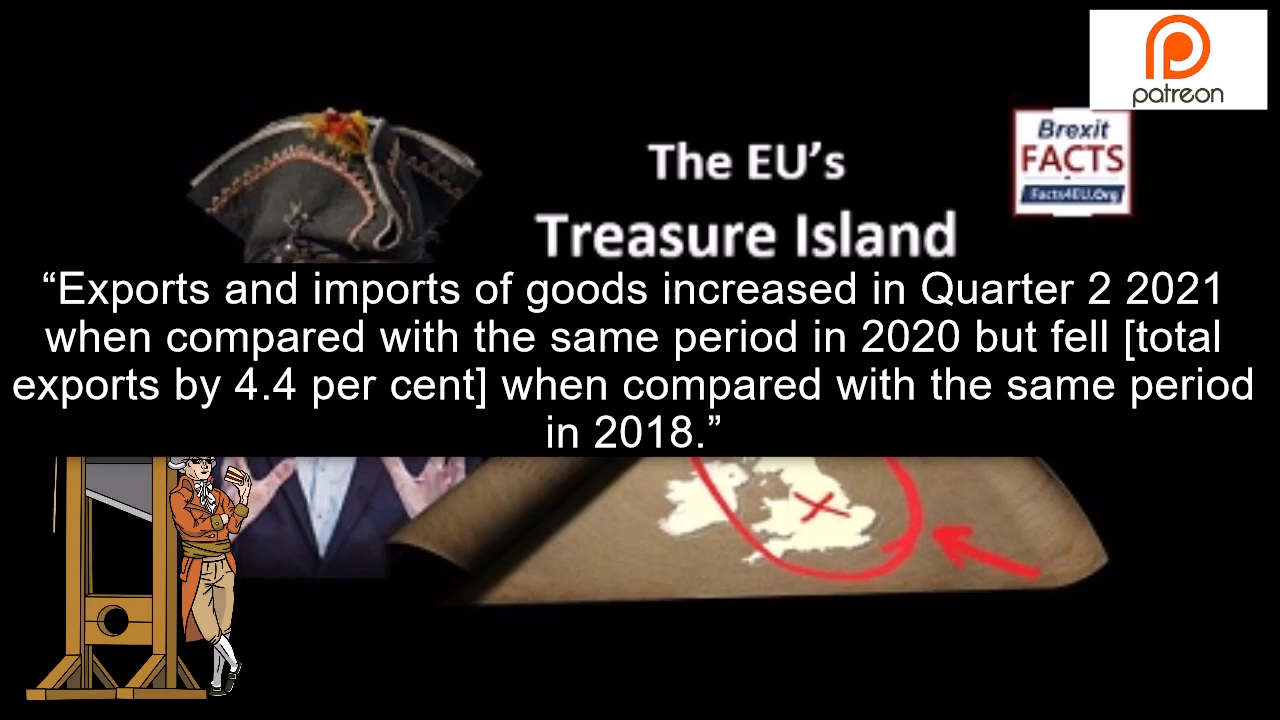 patreon
The EU’s
Brexit
FACTS
Facts4EU.Org
Treasure Island
“Exports and imports of goods increased in Quarter 2 2021
when compared with the same period in 2020 but fell [total
exports by 4.4 per cent] when compared with the same period
in 2018.”